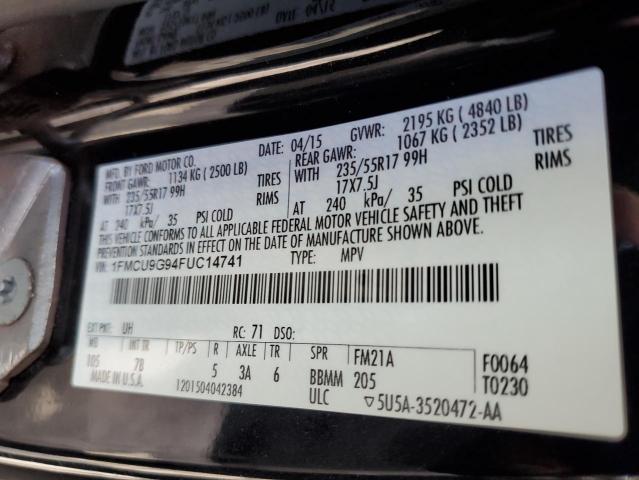 MFD. BY FORD MOTOR CO.
DATE: 04/15 GVWR: 2195 KG ( 4840 LB)
FRONT GAWR: 1134 KG ( 2500 LB) REAR GAWR: 1067 KG ( 2352 LB)
WITH 235/55R17 99H TIRES WITH 235/55R17 99H TIRES
17X7.5J RIMS 17X7.5J RIMS
AT 240 kPa/ 35 PSI COLD AT 240 kPa/ 35 PSI COLD
THIS VEHICLE CONFORMS TO ALL APPLICABLE FEDERAL MOTOR VEHICLE SAFETY AND THEFT
PREVENTION STANDARDS IN EFFECT ON THE DATE OF MANUFACTURE SHOWN ABOVE.
VIN: 1FMCU9G94FUC14741 TYPE: MPV
EXT PNT: UH RC: 71 DSO:
WB INT TR TP/PS R AXLE TR SPR FM21A F0064
105 7B 5 3A 6 BBMM 205 T0230
MADE IN U.S.A. 1201504042384 ULC ▽5U5A-3520472-AA